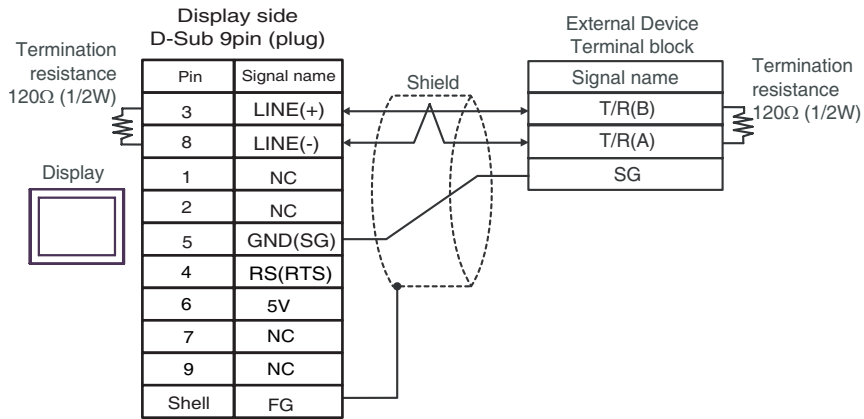 Display side
D-Sub 9pin (plug)
External Device
Terminal block
Termination
resistance
120Ω (1/2W)
Pin Signal name
3 LINE(+)
8 LINE(-)
1 NC
2 NC
5 GND(SG)
4 RS(RTS)
6 5V
7 NC
9 NC
Shell FG
Display
Shield
Signal name
T/R(B)
T/R(A)
SG
Termination
resistance
120Ω (1/2W)